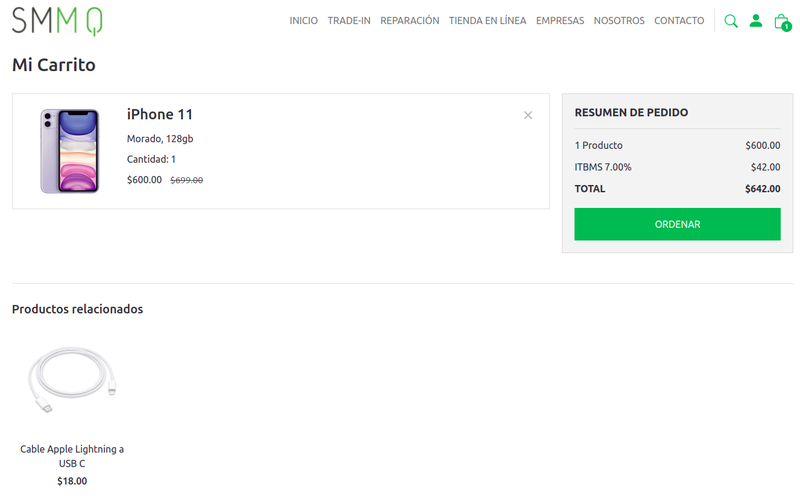 SMMQ
INICIO TRADE-IN REPARACIÓN TIENDA EN LÍNEA EMPRESAS NOSOTROS CONTACTO
1
Mi Carrito
iPhone 11
Morado, 128gb
Cantidad: 1
$600.00 $699.00
RESUMEN DE PEDIDO
1 Producto $600.00
ITBMS 7.00% $42.00
TOTAL $642.00
ORDENAR
Productos relacionados
Cable Apple Lightning a
USB C
$18.00